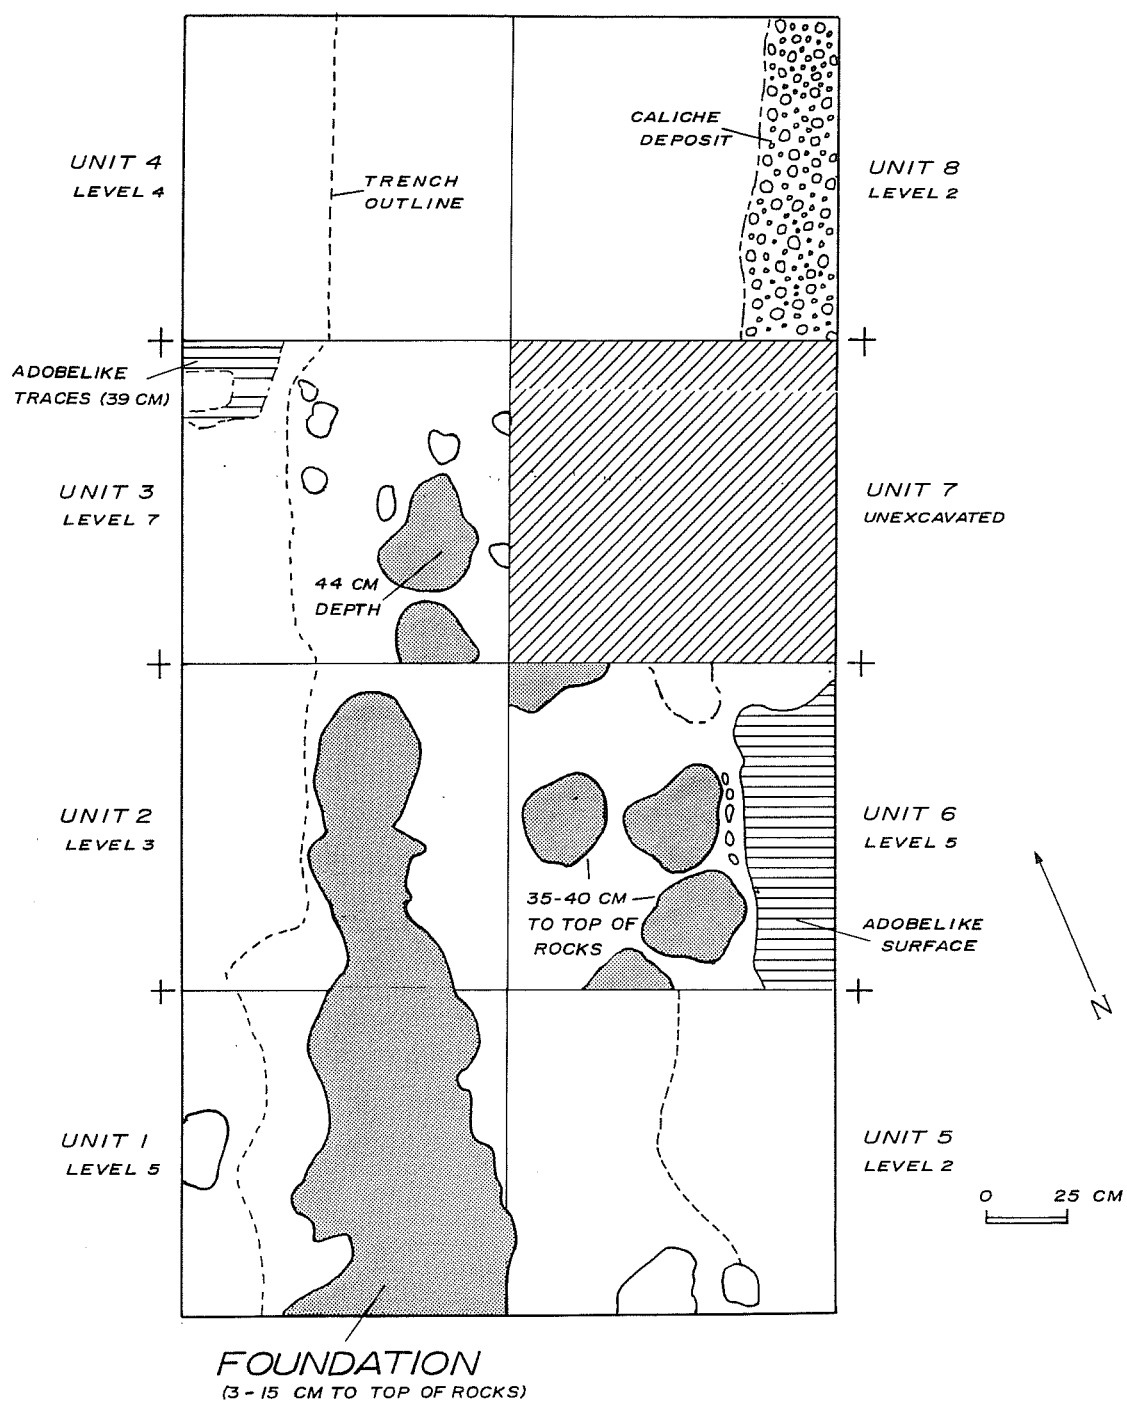 CALICHE
DEPOSIT
UNIT 4
LEVEL 4
TRENCH
OUTLINE
UNIT 8
LEVEL 2
ADOBELIKE
TRACES (39 CM)
UNIT 3
LEVEL 7
UNIT 7
UNEXCAVATED
44 CM
DEPTH
UNIT 2
LEVEL 3
UNIT 6
LEVEL 5
35-40 CM
TO TOP OF
ROCKS
ADOBELIKE
SURFACE
N
UNIT 1
LEVEL 5
UNIT 5
LEVEL 2
0 25 CM
FOUNDATION
(3-15 CM TO TOP OF ROCKS)